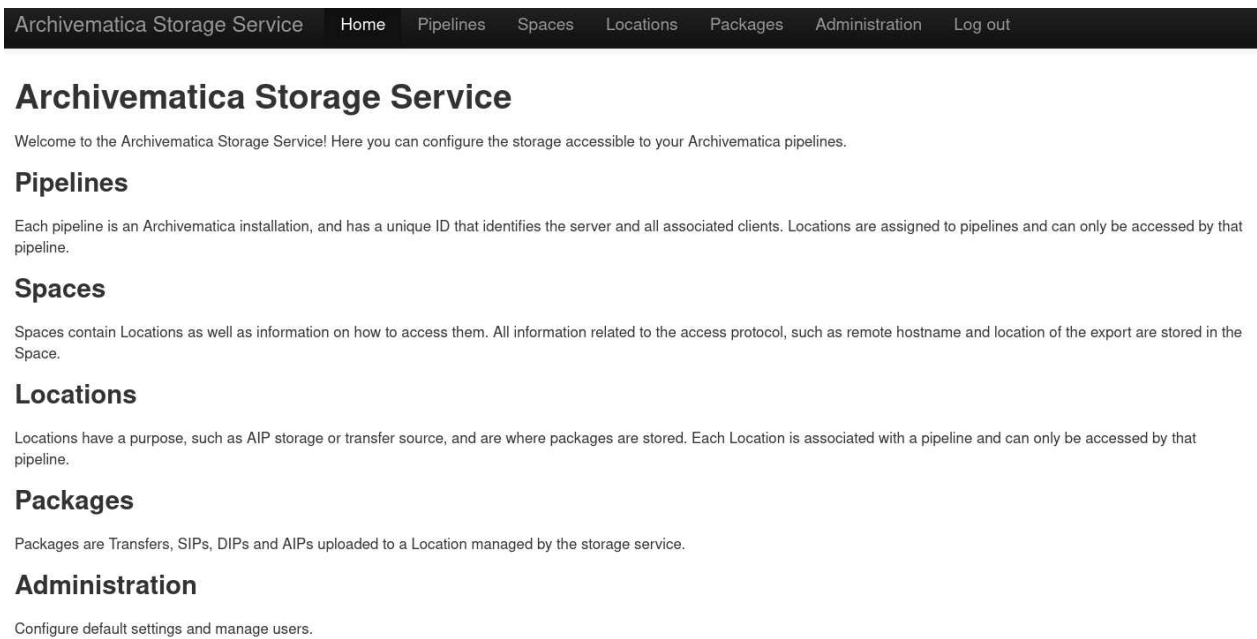 Archivematica Storage Service Home Pipelines Spaces Locations Packages Administration Log out
Archivematica Storage Service
Welcome to the Archivematica Storage Service! Here you can configure the storage accessible to your Archivematica pipelines.
Pipelines
Each pipeline is an Archivematica installation, and has a unique ID that identifies the server and all associated clients. Locations are assigned to pipelines and can only be accessed by that
pipeline.
Spaces
Spaces contain Locations as well as information on how to access them. All information related to the access protocol, such as remote hostname and location of the export are stored in the
Space.
Locations
Locations have a purpose, such as AIP storage or transfer source, and are where packages are stored. Each Location is associated with a pipeline and can only be accessed by that
pipeline.
Packages
Packages are Transfers, SIPs, DIPs and AIPs uploaded to a Location managed by the storage service.
Administration
Configure default settings and manage users.